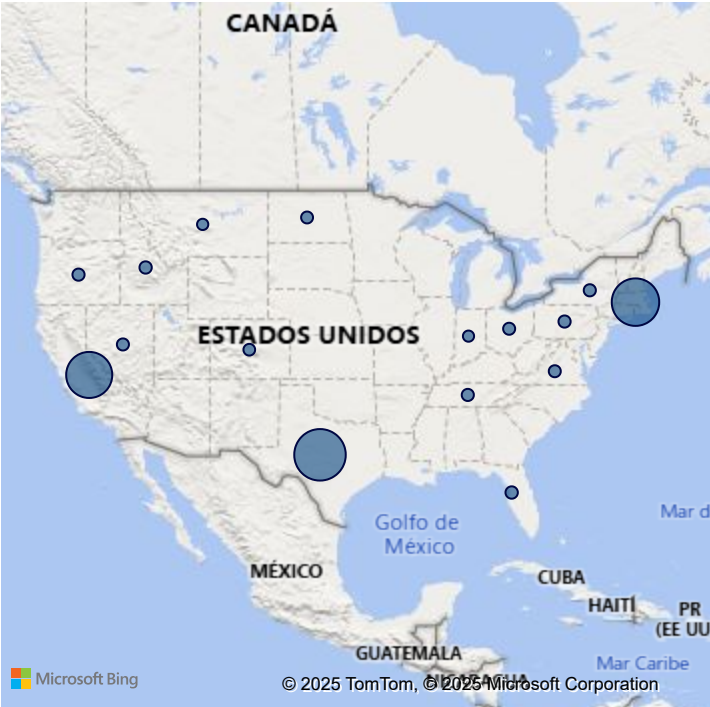 CANADÁ
ESTADOS UNIDOS
Golfo de
México
Mar d
MÉXICO
CUBA
HAITÍ
PR
(EE UU
GUATEMALA
Mar Caribe
NICARAGUA
Microsoft Bing
© 2025 TomTom, © 2025 Microsoft Corporation